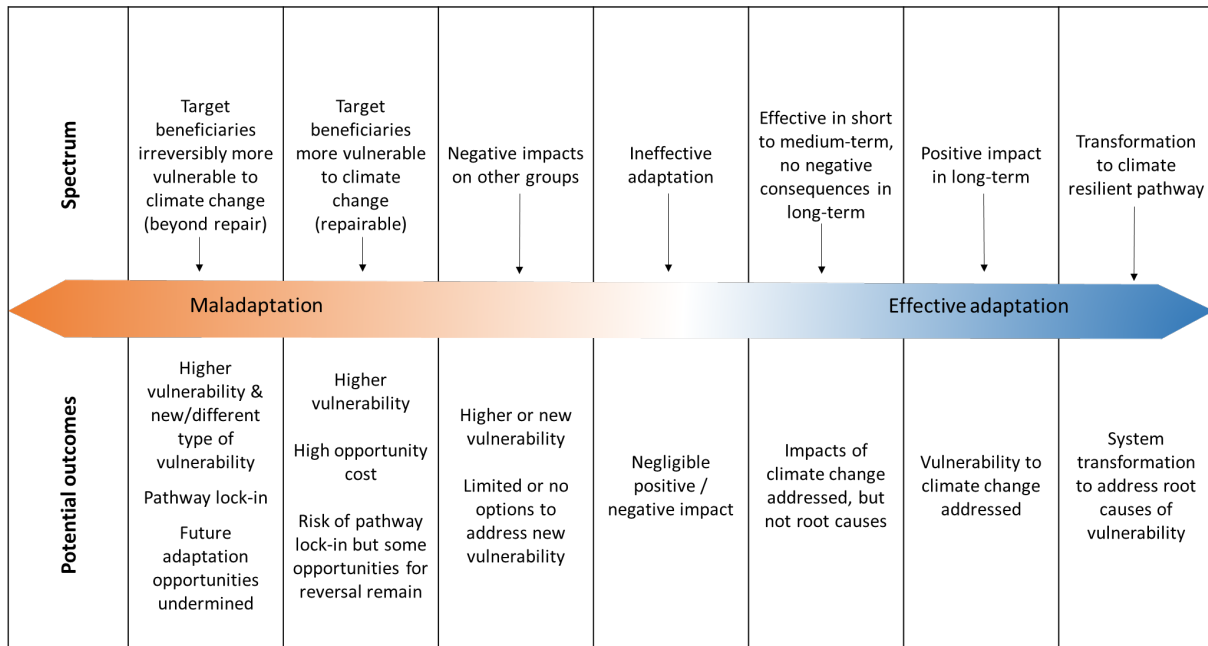 Spectrum
Target
beneficiaries
irreversibly more
vulnerable to
climate change
(beyond repair)
Target
beneficiaries
more vulnerable
to climate
change
(repairable)
Negative impacts
on other groups
Ineffective
adaptation
Effective in short
to medium-term,
no negative
consequences in
long-term
Positive impact
in long-term
Transformation
to climate
resilient pathway
Maladaptation
Effective adaptation
Potential outcomes
Higher
vulnerability &
new/different
type of
vulnerability
Pathway lock-in
Future
adaptation
opportunities
undermined
Higher
vulnerability
High opportunity
cost
Risk of pathway
lock-in but some
opportunities for
reversal remain
Higher or new
vulnerability
Limited or no
options to
address new
vulnerability
Negligible
positive /
negative impact
Impacts of
climate change
addressed, but
not root causes
Vulnerability to
climate change
addressed
System
transformation
to address root
causes of
vulnerability